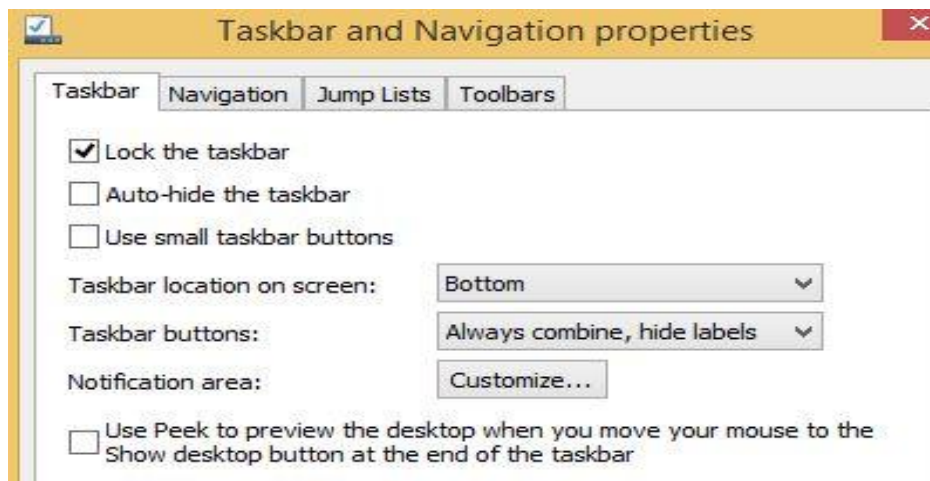 Taskbar and Navigation properties
Taskbar Navigation Jump Lists Toolbars
Lock the taskbar
Auto-hide the taskbar
Use small taskbar buttons
Taskbar location on screen: Bottom
Taskbar buttons: Always combine, hide labels
Notification area: Customize...
Use Peek to preview the desktop when you move your mouse to the
Show desktop button at the end of the taskbar